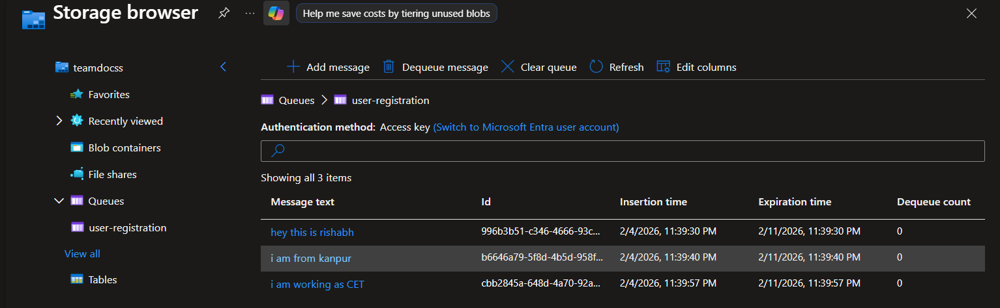 Storage browser ... Help me save costs by tiering unused blobs
teamdocss
Favorites
Recently viewed
Blob containers
File shares
Queues
user-registration
View all
Tables
Add message Dequeue message Clear queue Refresh Edit columns
Queues > user-registration
Authentication method: Access key (Switch to Microsoft Entra user account)
Showing all 3 items
Message text Id Insertion time Expiration time Dequeue count
hey this is rishabh 996b3b51-c346-4666-93c... 2/4/2026, 11:39:30 PM 2/11/2026, 11:39:30 PM 0
i am from kanpur b6646a79-5f8d-4b5d-958f... 2/4/2026, 11:39:40 PM 2/11/2026, 11:39:40 PM 0
i am working as CET cbb2845a-648d-4a70-92a... 2/4/2026, 11:39:57 PM 2/11/2026, 11:39:57 PM 0